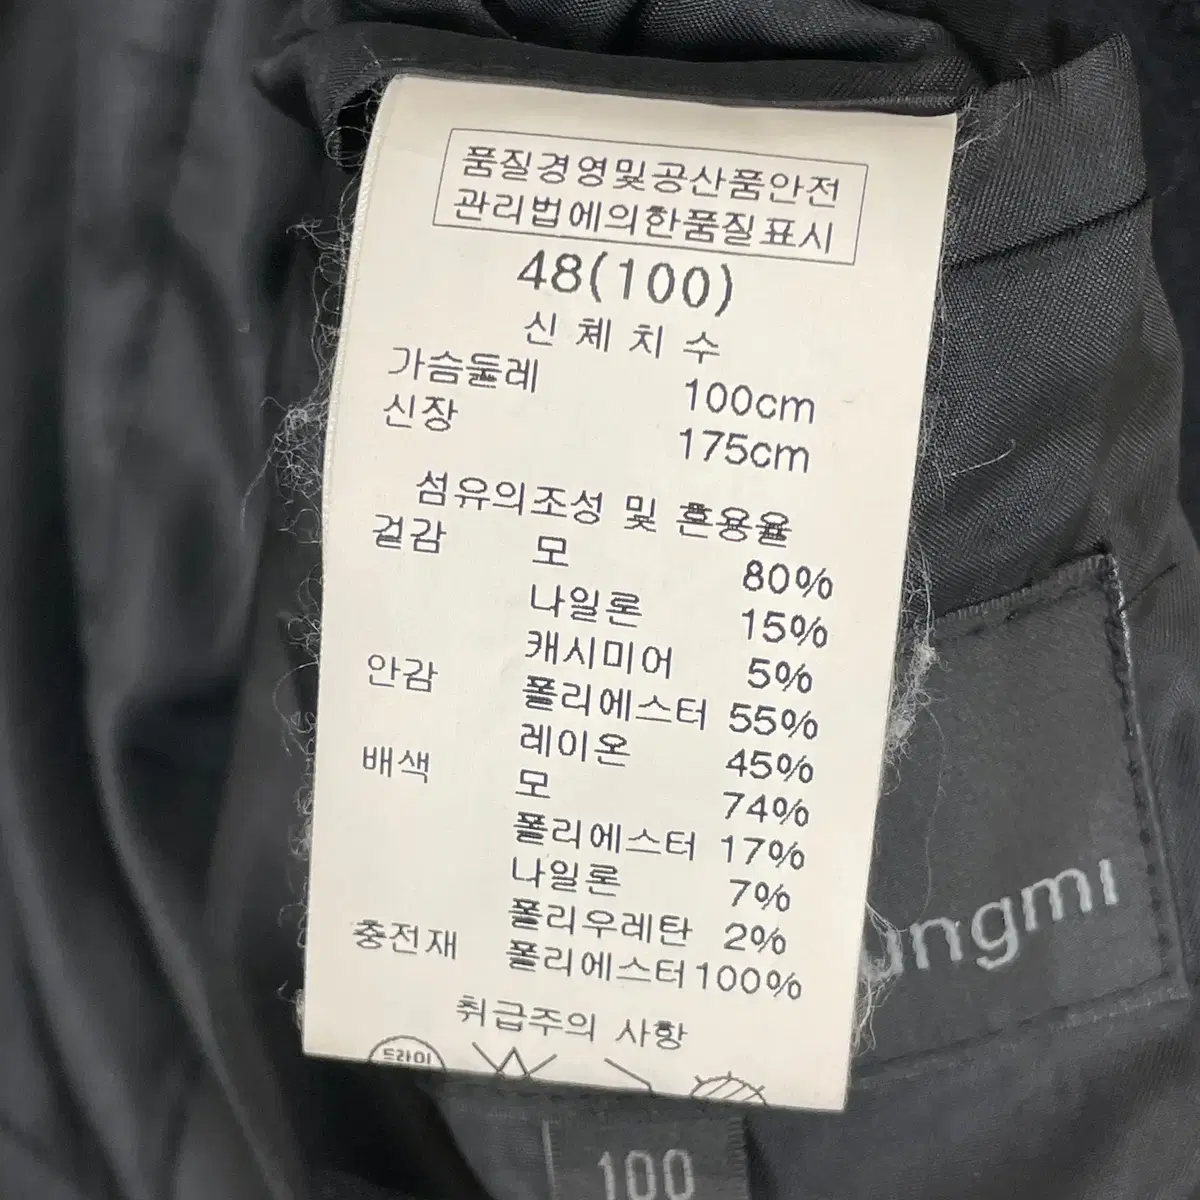 품질경영및공산품안전
관리법에의한품질표시
48(100)
신 체 치 수
가슴둘레 100cm
신장 175cm
섬유의조성 및 혼용율
겉감 모 80%
나일론 15%
캐시미어 5%
안감 폴리에스터 55%
레이온 45%
배색 모 74%
폴리에스터 17%
나일론 7%
폴리우레탄 2%
충전재 폴리에스터 100%
취급주의 사항
드라이
ungmi
100